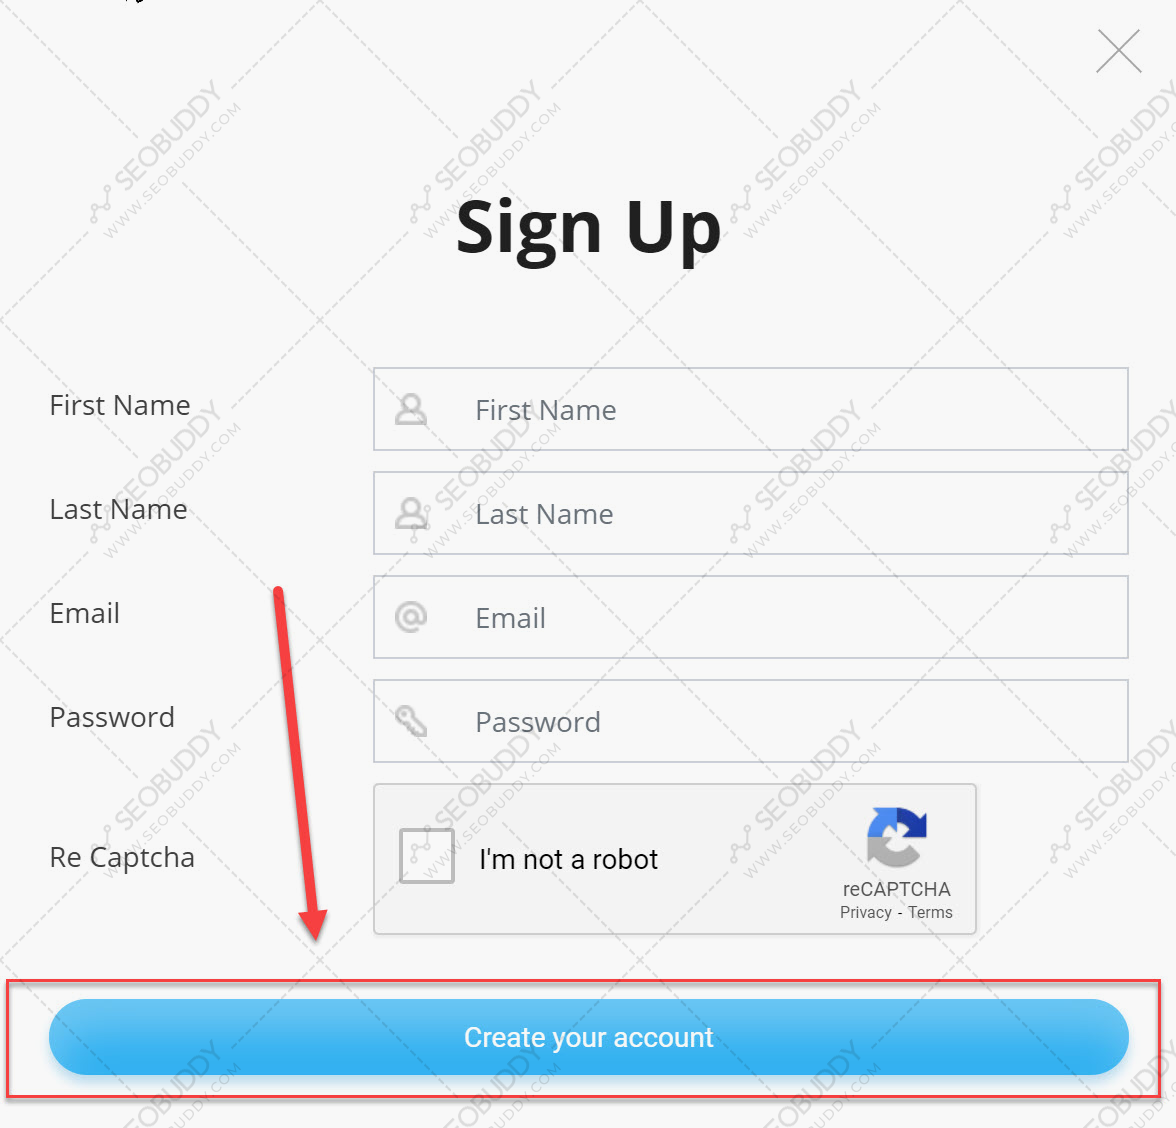 Sign Up
First Name
First Name
Last Name
Last Name
Email
Email
Password
Password
Re Captcha
I'm not a robot
reCAPTCHA
Privacy - Terms
Create your account
SEOBUDDY
WWW.SEOBUDDY.COM